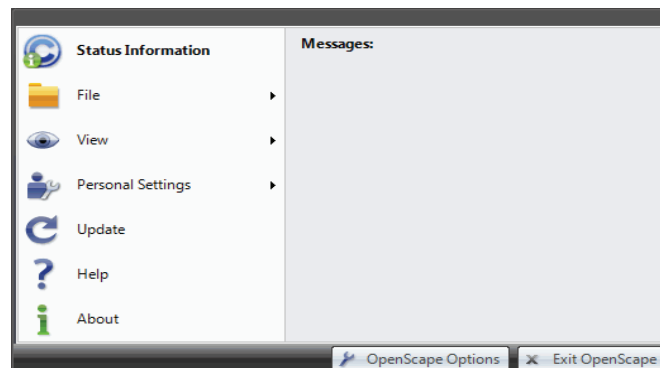 Status Information
Messages:
File
View
Personal Settings
Update
Help
About
OpenScape Options
Exit OpenScape